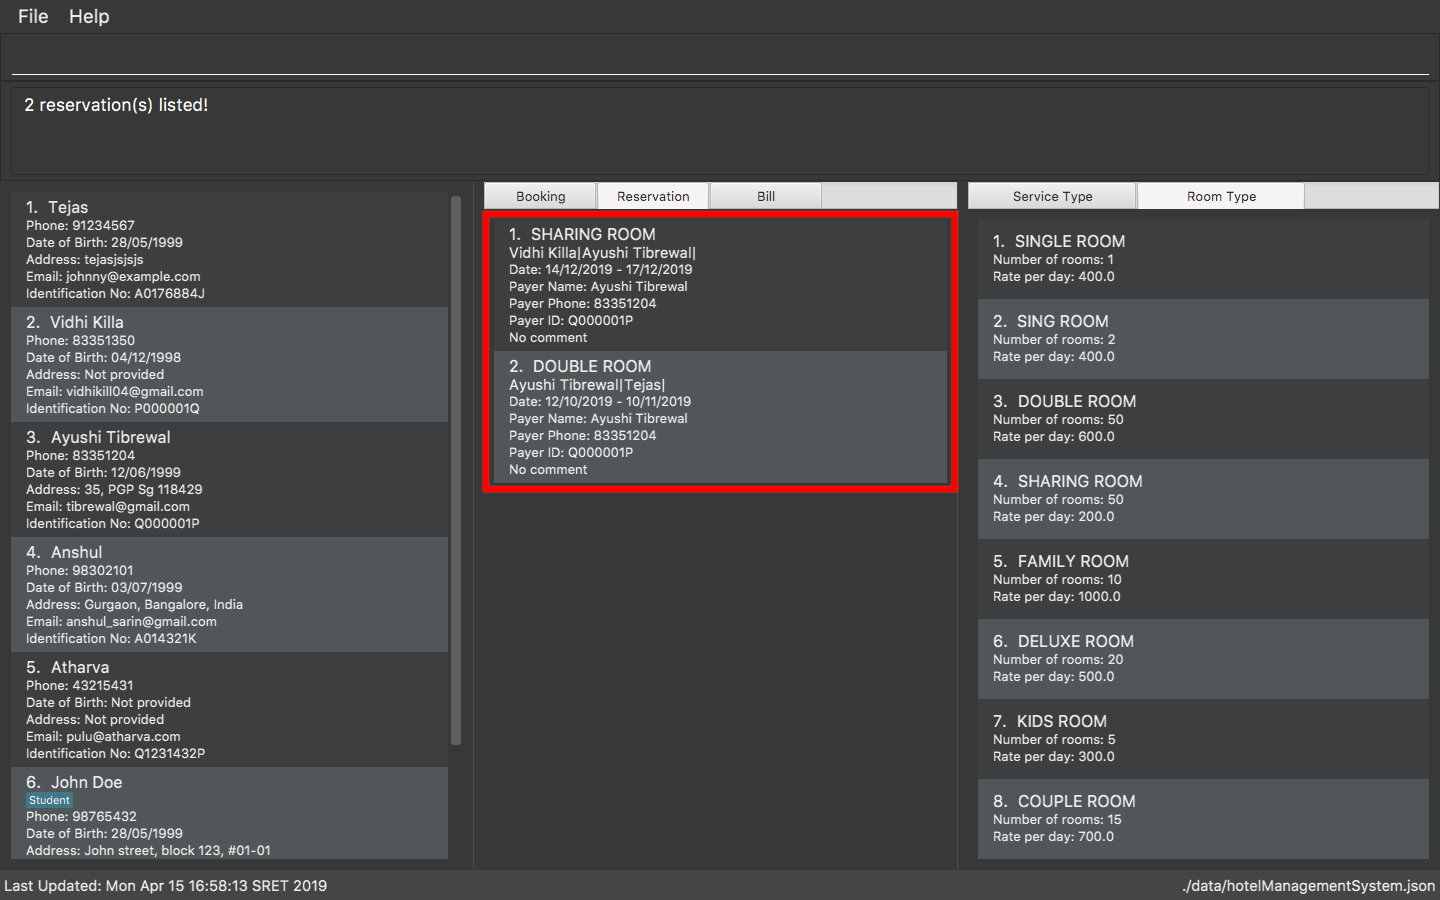 File Help
2 reservation(s) listed!
1. Tejas
Phone: 91234567
Date of Birth: 28/05/1999
Address: tejasjsjsjs
Email: johnny@example.com
Identification No: A0176884J
2. Vidhi Killa
Phone: 83351350
Date of Birth: 04/12/1998
Address: Not provided
Email: vidhikill04@gmail.com
Identification No: P000001Q
3. Ayushi Tibrewal
Phone: 83351204
Date of Birth: 12/06/1999
Address: 35, PGP Sg 118429
Email: tibrewal@gmail.com
Identification No: Q000001P
4. Anshul
Phone: 98302101
Date of Birth: 03/07/1999
Address: Gurgaon, Bangalore, India
Email: anshul_sarin@gmail.com
Identification No: A014321K
5. Atharva
Phone: 43215431
Date of Birth: Not provided
Address: Not provided
Email: pulu@atharva.com
Identification No: Q1231432P
6. John Doe
Student
Phone: 98765432
Date of Birth: 28/05/1999
Address: John street, block 123, #01-01
Booking Reservation Bill
1. SHARING ROOM
Vidhi Killa|Ayushi Tibrewal|
Date: 14/12/2019 - 17/12/2019
Payer Name: Ayushi Tibrewal
Payer Phone: 83351204
Payer ID: Q000001P
No comment
2. DOUBLE ROOM
Ayushi Tibrewal|Tejas|
Date: 12/10/2019 - 10/11/2019
Payer Name: Ayushi Tibrewal
Payer Phone: 83351204
Payer ID: Q000001P
No comment
Service Type Room Type
1. SINGLE ROOM
Number of rooms: 1
Rate per day: 400.0
2. SING ROOM
Number of rooms: 2
Rate per day: 400.0
3. DOUBLE ROOM
Number of rooms: 50
Rate per day: 600.0
4. SHARING ROOM
Number of rooms: 50
Rate per day: 200.0
5. FAMILY ROOM
Number of rooms: 10
Rate per day: 1000.0
6. DELUXE ROOM
Number of rooms: 20
Rate per day: 500.0
7. KIDS ROOM
Number of rooms: 5
Rate per day: 300.0
8. COUPLE ROOM
Number of rooms: 15
Rate per day: 700.0
Last Updated: Mon Apr 15 16:58:13 SRET 2019
./data/hotelManagementSystem.json